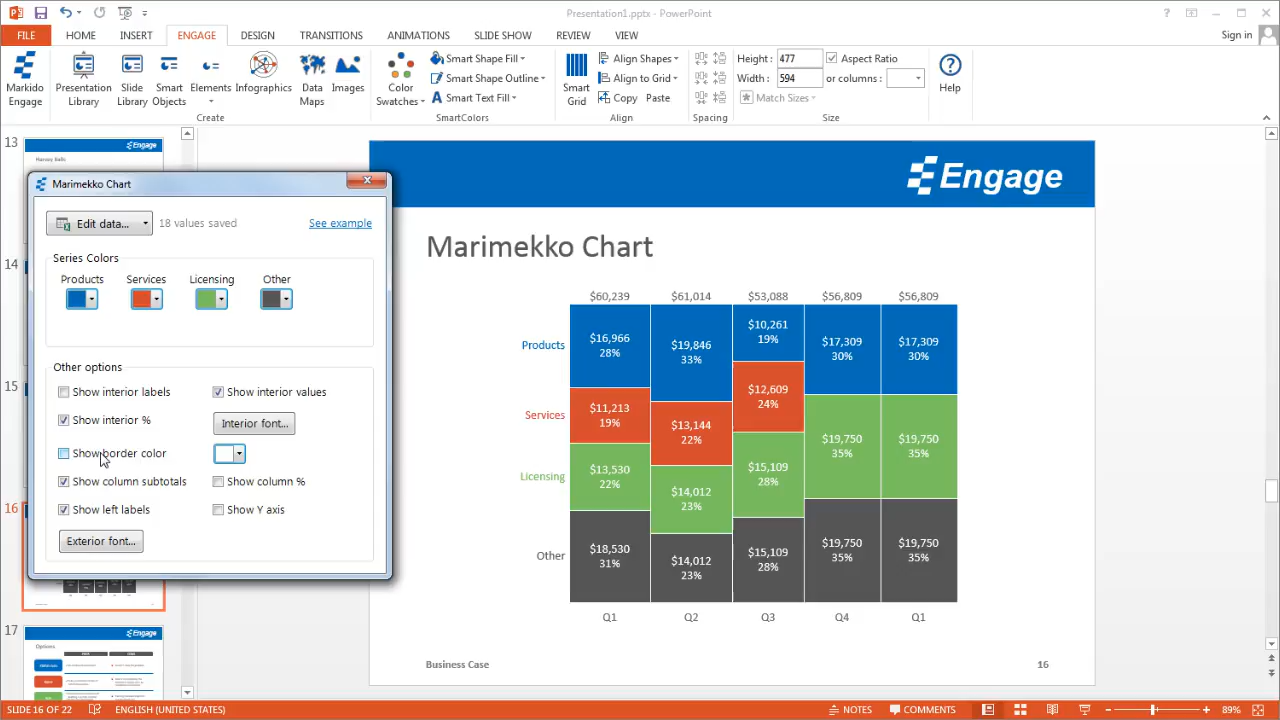 Presentation1.pptx - PowerPoint
FILE HOME INSERT ENGAGE DESIGN TRANSITIONS ANIMATIONS SLIDE SHOW REVIEW VIEW
Sign in
Markido Engage
Presentation Library
Slide Library
Smart Objects
Elements
Infographics
Data Maps
Images
Create
Color Swatches
Smart Shape Fill
Smart Shape Outline
Smart Text Fill
SmartColors
Smart Grid
Align Shapes
Align to Grid
Copy Paste
Align
Spacing
Height: 477 Aspect Ratio
Width: 594 or columns:
Match Sizes
Size
Help
13
Engage
Harvey Balls
14
15
16
17
Engage
Options
Marimekko Chart
Edit data... 18 values saved See example
Series Colors
Products Services Licensing Other
Other options
Show interior labels Show interior values
Show interior % Interior font...
Show border color
Show column subtotals Show column %
Show left labels Show Y axis
Exterior font...
Engage
Marimekko Chart
$60,239 $61,014 $53,088 $56,809 $56,809
Products
$16,966
28%
$19,846
33%
$10,261
19%
$17,309
30%
$17,309
30%
Services
$11,213
19%
$13,144
22%
$12,609
24%
Licensing
$13,530
22%
$14,012
23%
$15,109
28%
$19,750
35%
$19,750
35%
Other
$18,530
31%
$14,012
23%
$15,109
28%
$19,750
35%
$19,750
35%
Q1 Q2 Q3 Q4 Q1
Business Case 16
SLIDE 16 OF 22 ENGLISH (UNITED STATES) NOTES COMMENTS 89%